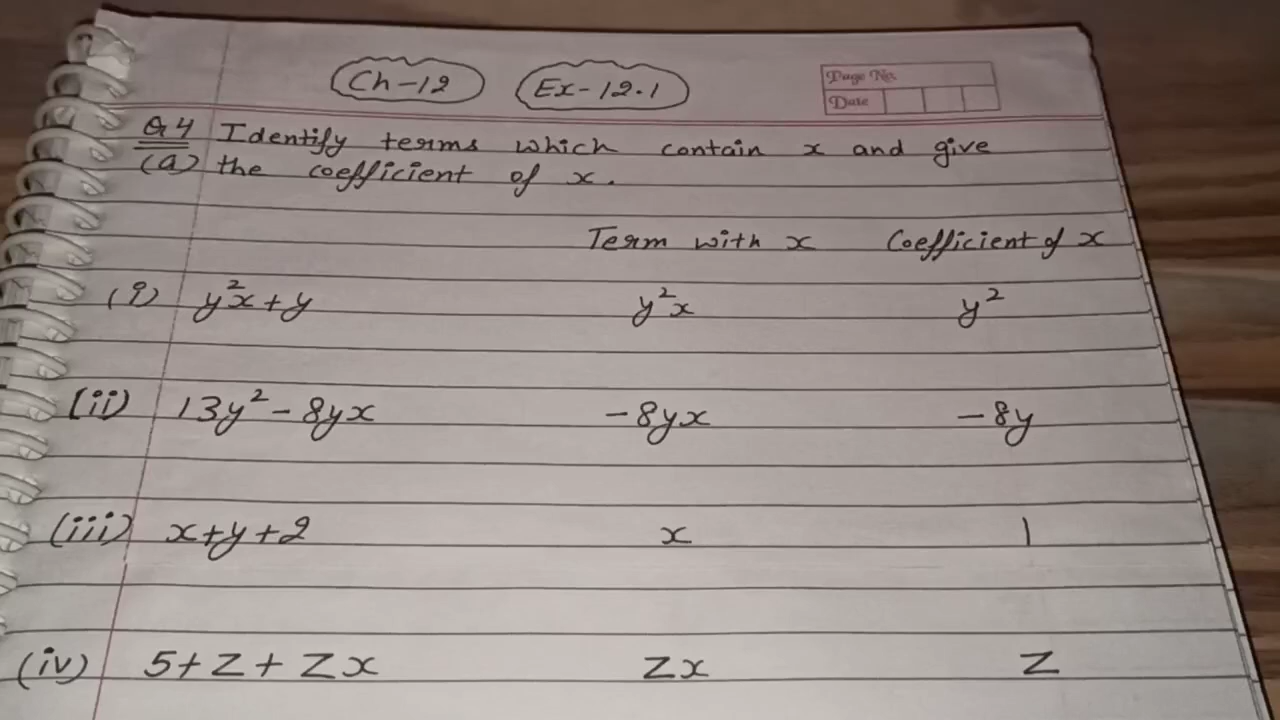 Ch-12 Ex-12.1
Page No.
Date
Q4 Identify terms which contain x and give
(a) the coefficient of x.
Term with x Coefficient of x
(i) y²x + y y²x y²
(ii) 13y² - 8yx -8yx -8y
(iii) x+y+2 x 1
(iv) 5+z+zx zx z